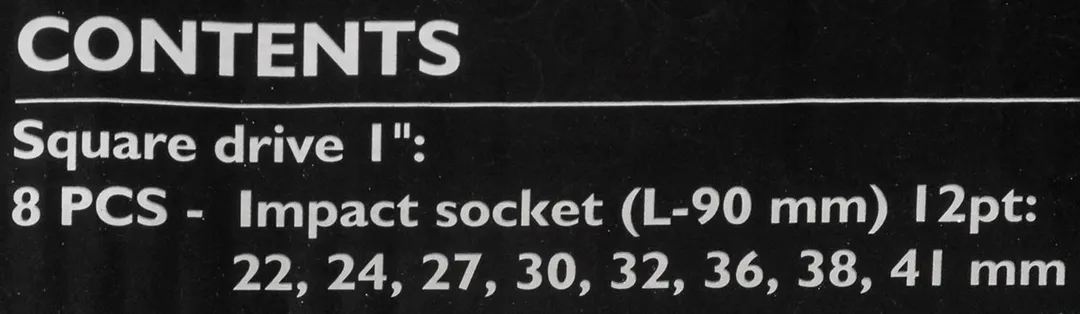 CONTENTS
Square drive 1":
8 PCS - Impact socket (L-90 mm) 12pt:
22, 24, 27, 30, 32, 36, 38, 41 mm